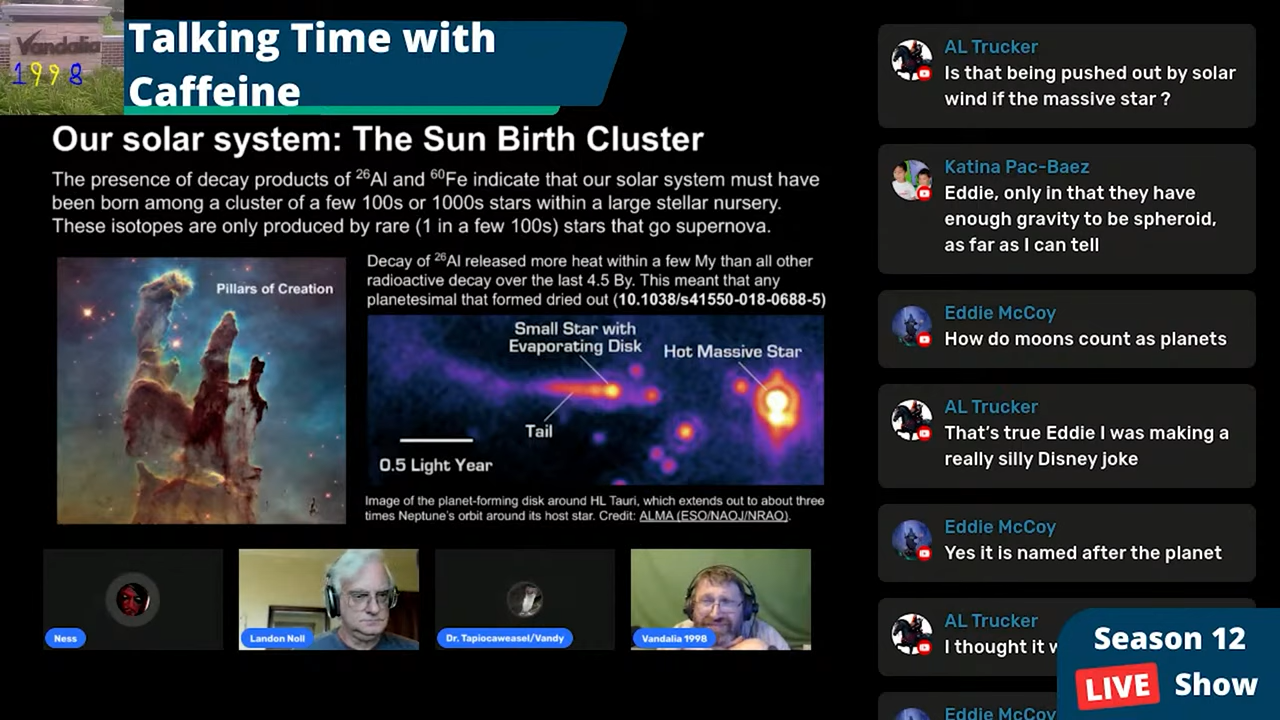 Vandalia
1998
Talking Time with
Caffeine
Our solar system: The Sun Birth Cluster
The presence of decay products of ²⁶Al and ⁶⁰Fe indicate that our solar system must have
been born among a cluster of a few 100s or 1000s stars within a large stellar nursery.
These isotopes are only produced by rare (1 in a few 100s) stars that go supernova.
Pillars of Creation
Decay of ²⁶Al released more heat within a few My than all other
radioactive decay over the last 4.5 By. This meant that any
planetesimal that formed dried out (10.1038/s41550-018-0688-5)
Small Star with
Evaporating Disk
Hot Massive Star
Tail
0.5 Light Year
Image of the planet-forming disk around HL Tauri, which extends out to about three
times Neptune's orbit around its host star. Credit: ALMA (ESO/NAOJ/NRAO).
Ness
Landon Noll
Dr. Tapiocaweasel/Vandy
Vandalia 1998
AL Trucker
Is that being pushed out by solar
wind if the massive star ?
Katina Pac-Baez
Eddie, only in that they have
enough gravity to be spheroid,
as far as I can tell
Eddie McCoy
How do moons count as planets
AL Trucker
That's true Eddie I was making a
really silly Disney joke
Eddie McCoy
Yes it is named after the planet
AL Trucker
I thought it
Eddie McCoy
Season 12
LIVE Show